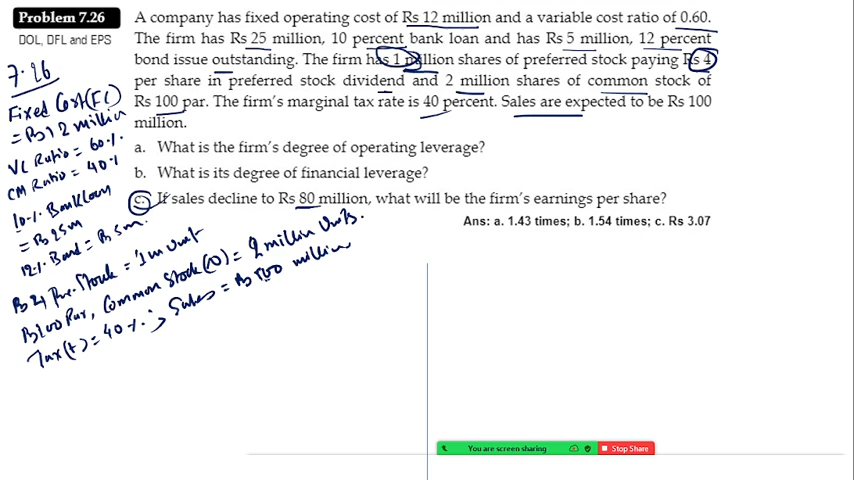 Problem 7.26
DOL, DFL and EPS
A company has fixed operating cost of Rs 12 million and a variable cost ratio of 0.60.
The firm has Rs 25 million, 10 percent bank loan and has Rs 5 million, 12 percent
bond issue outstanding. The firm has 1 million shares of preferred stock paying Rs 4
per share in preferred stock dividend and 2 million shares of common stock of
Rs 100 par. The firm's marginal tax rate is 40 percent. Sales are expected to be Rs 100
million.
a. What is the firm's degree of operating leverage?
b. What is its degree of financial leverage?
c. If sales decline to Rs 80 million, what will be the firm's earnings per share?
Ans: a. 1.43 times; b. 1.54 times; c. Rs 3.07
7.26
Fixed Cost (FC)
= Rs 12 million
VC Ratio = 60%
CM Ratio = 40%
10% Bank loan
= Rs 25m
12% Bond = Rs 5m.
Rs 4 Pre. Stock = 1m unit
Rs 100 Par, Common Stock (N) = 2 million Units.
Tax (t) = 40%; Sales = Rs 100 million
You are screen sharing
Stop Share